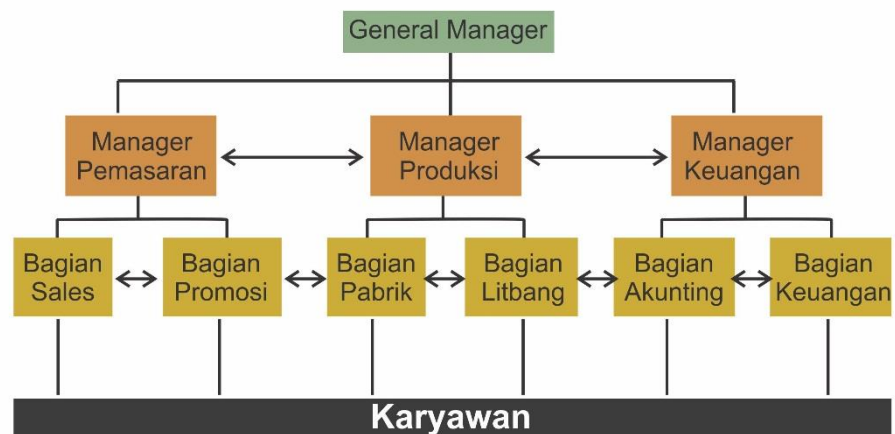 General Manager
Manager
Pemasaran
Manager
Produksi
Manager
Keuangan
Bagian
Sales
Bagian
Promosi
Bagian
Pabrik
Bagian
Litbang
Bagian
Akunting
Bagian
Keuangan
Karyawan